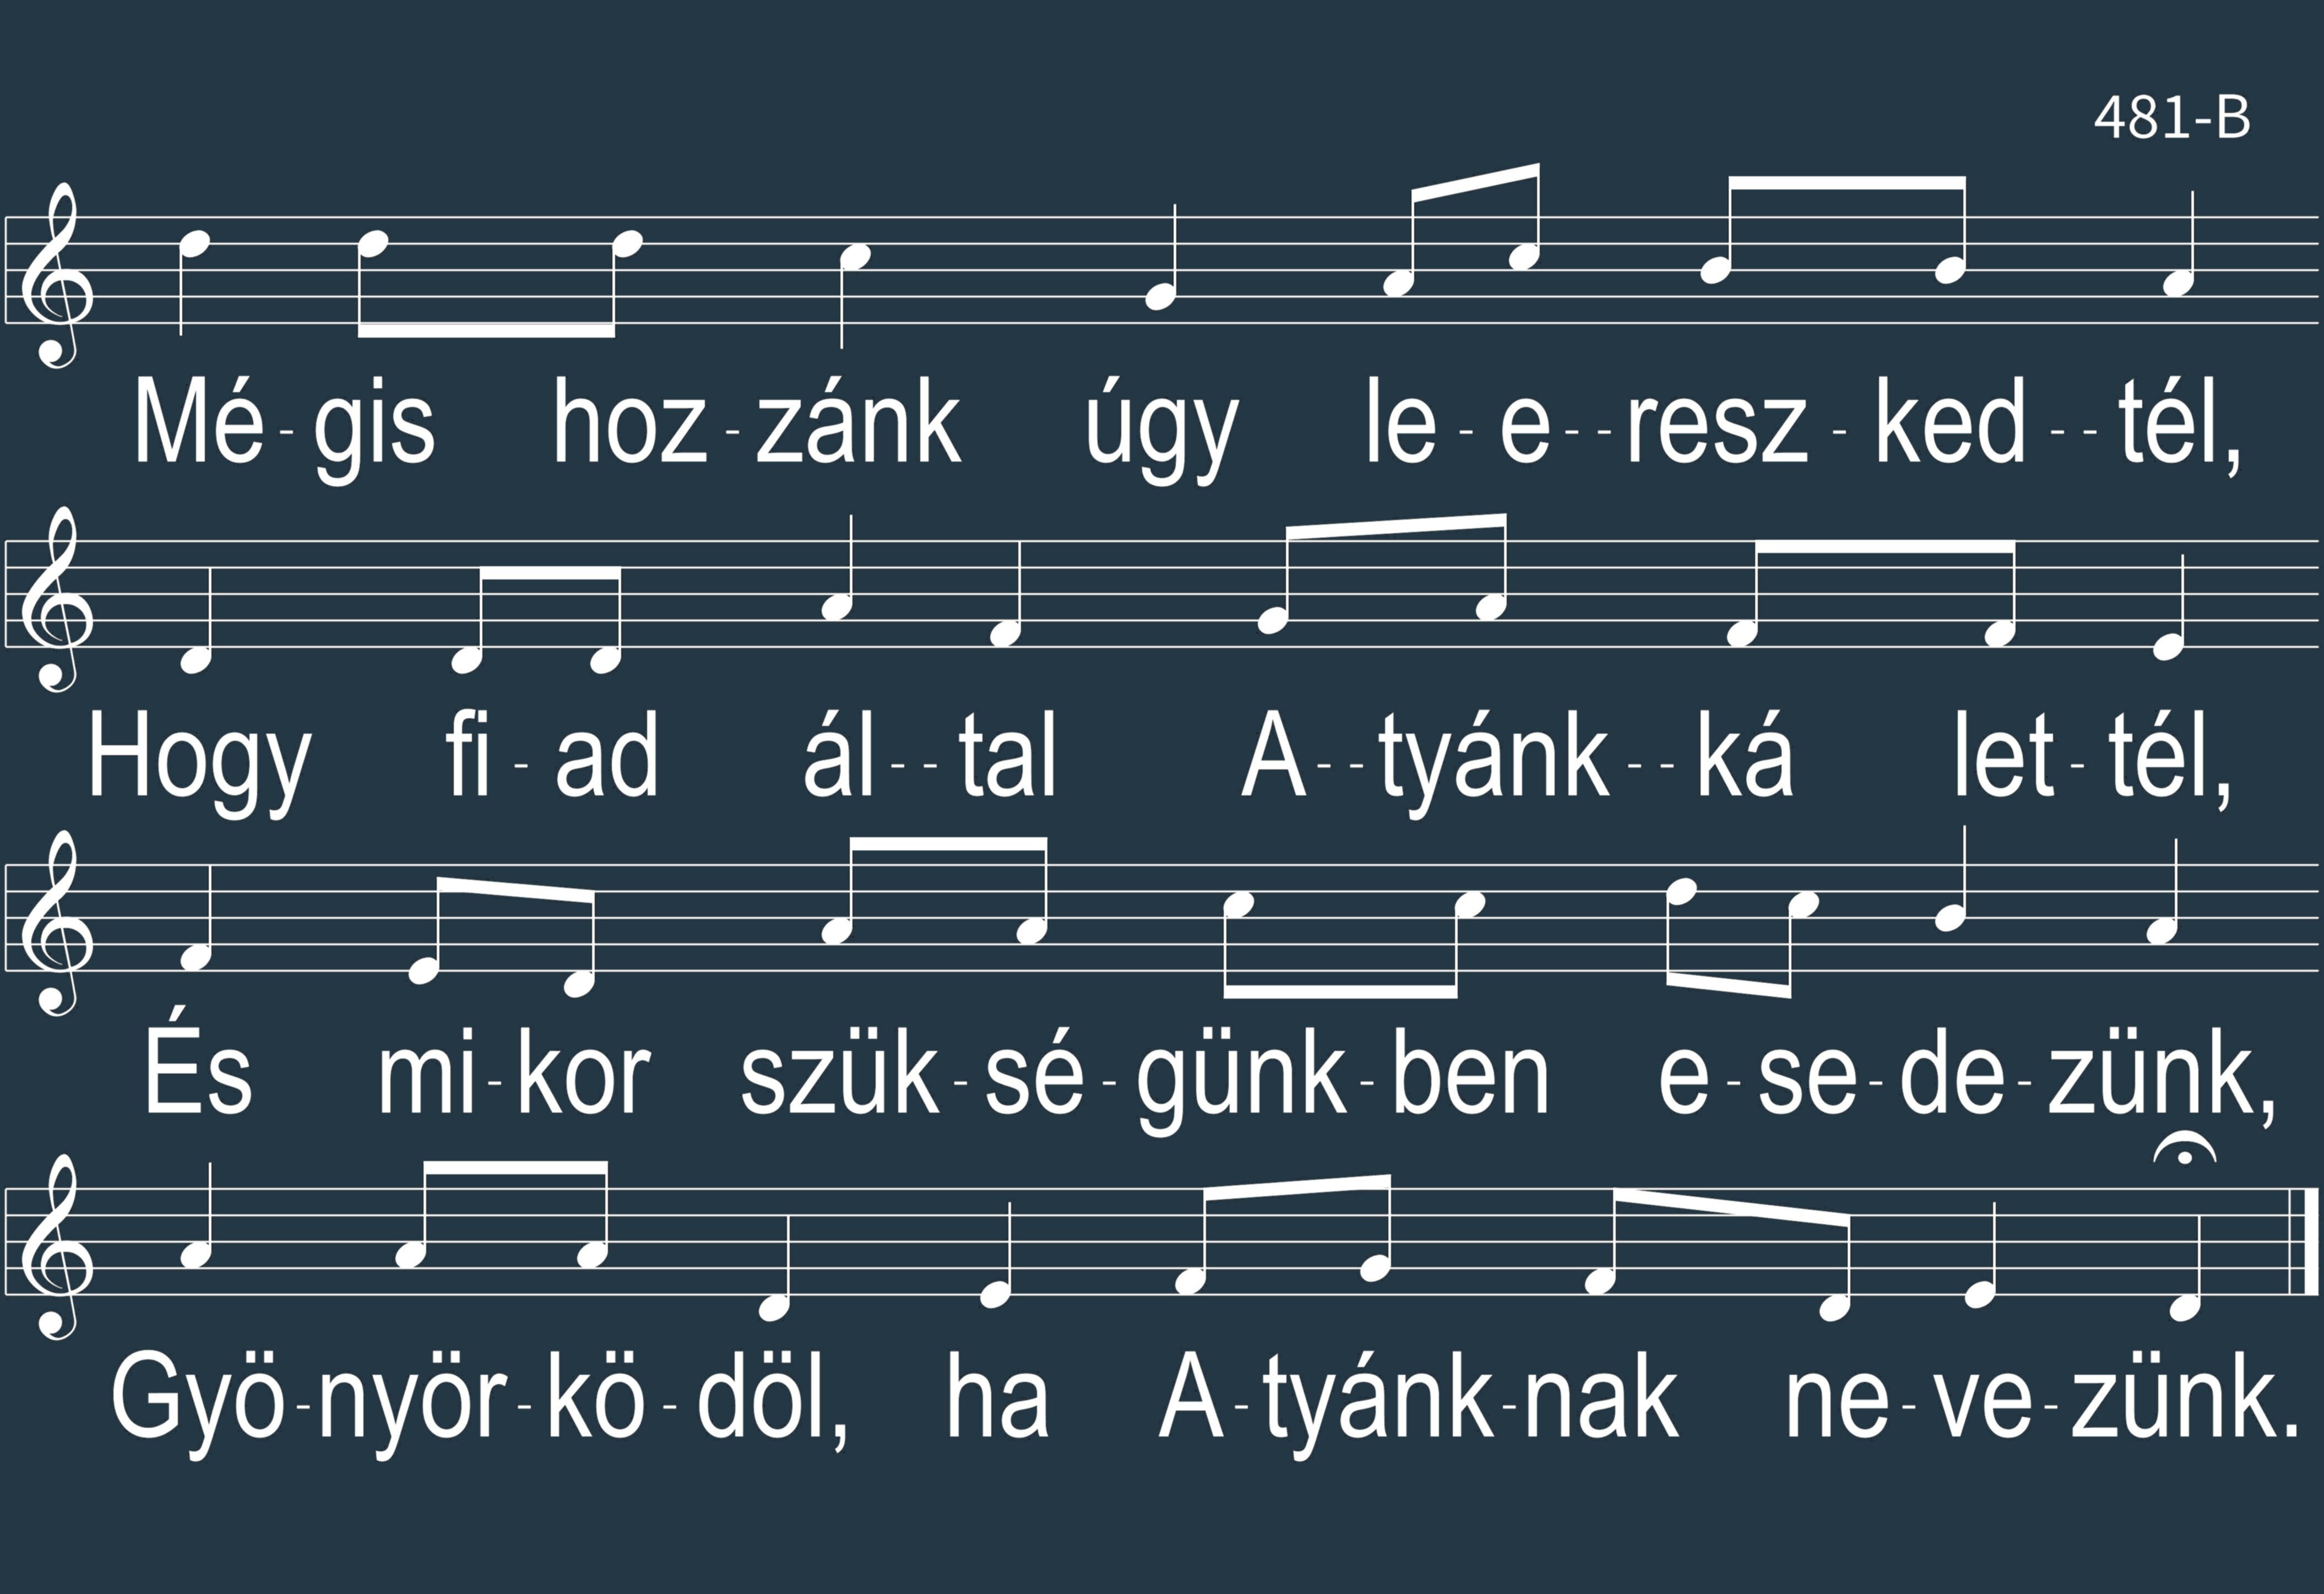 481-B
Mé-gis hoz-zánk úgy le-e--resz-ked--tél,
Hogy fi-ad ál--tal A--tyánk--ká let-tél,
És mi-kor szük-sé-günk-ben e-se-de-zünk,
Gyö-nyör-kö-döl, ha A-tyánk-nak ne-ve-zünk.